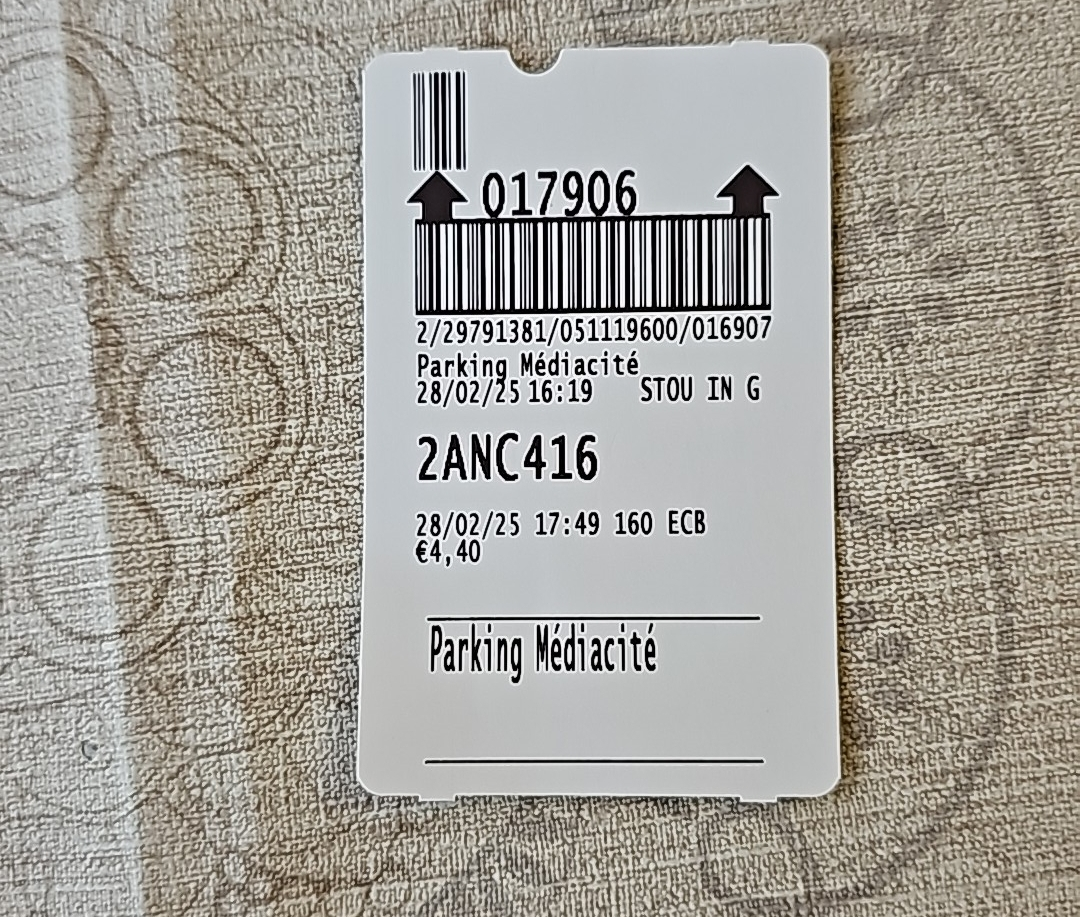 017906
2/29791381/051119600/016907
Parking Médiacité
28/02/25 16:19 STOU IN G
2ANC416
28/02/25 17:49 160 ECB
€4,40
Parking Médiacité